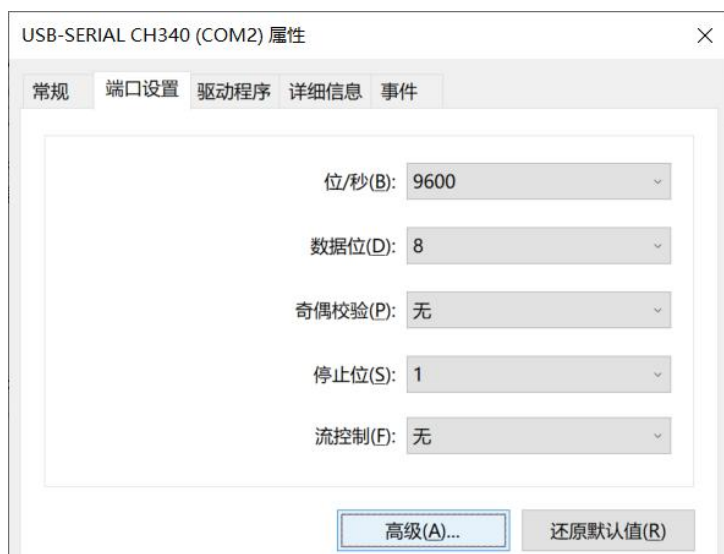 USB-SERIAL CH340 (COM2) 属性
常规 端口设置 驱动程序 详细信息 事件
位/秒(B): 9600
数据位(D): 8
奇偶校验(P): 无
停止位(S): 1
流控制(F): 无
高级(A)... 还原默认值(R)